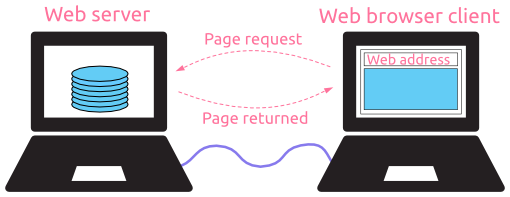 Web server
Web browser client
Page request
Web address
Page returned